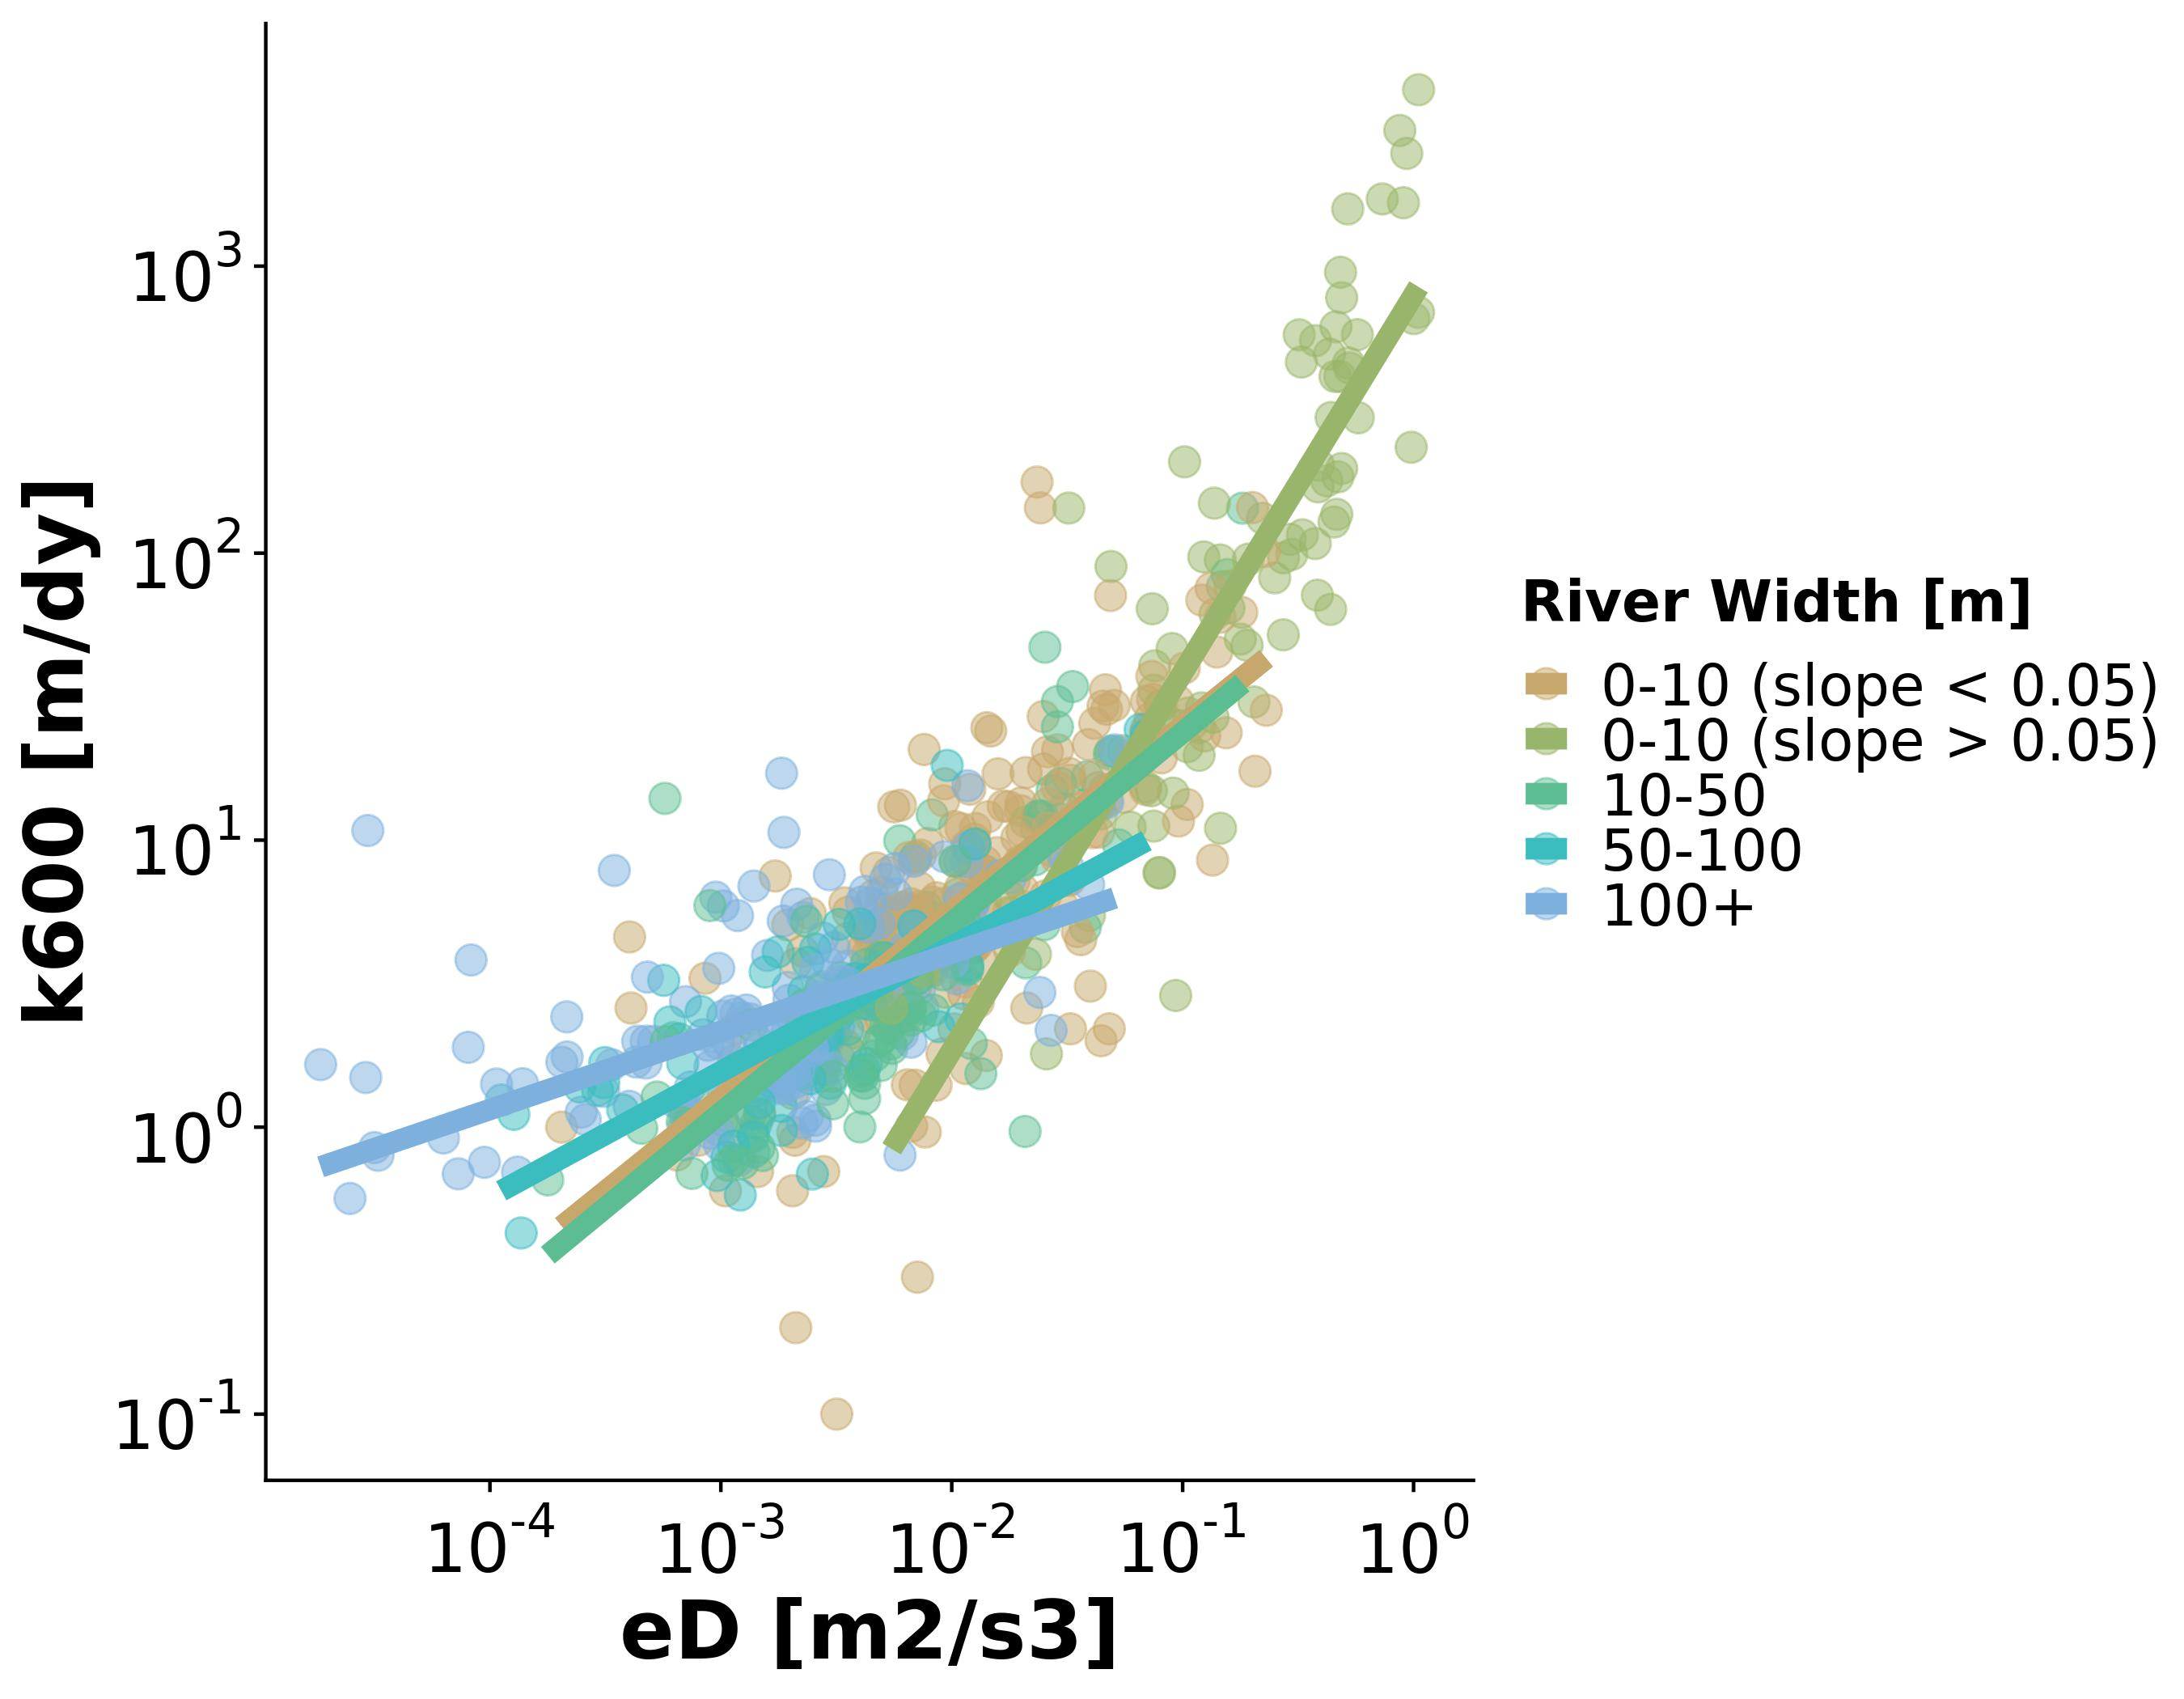 k600 [m/dy]
10^3
10^2
10^1
10^0
10^-1
10^-4 10^-3 10^-2 10^-1 10^0
eD [m2/s3]
River Width [m]
0-10 (slope < 0.05)
0-10 (slope > 0.05)
10-50
50-100
100+